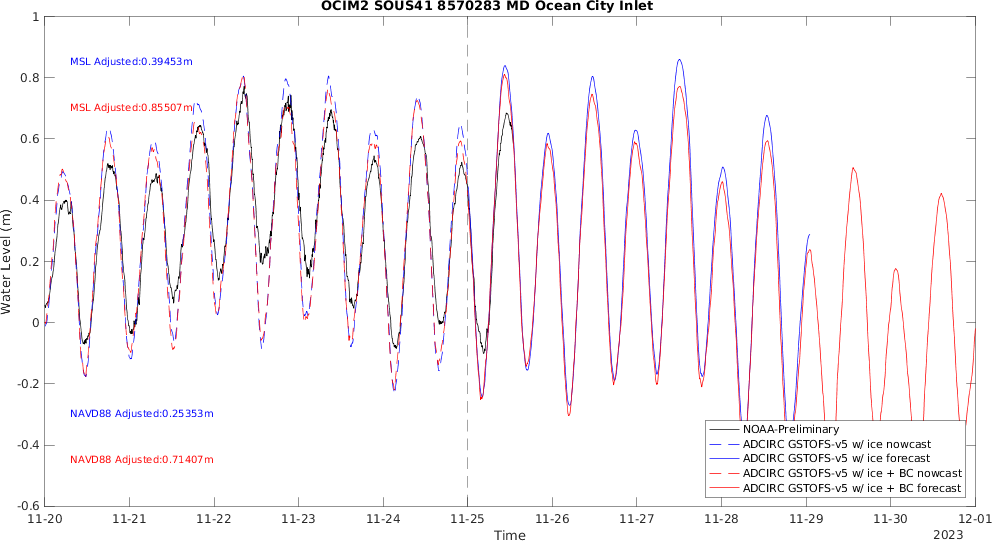 OCIM2 SOUS41 8570283 MD Ocean City Inlet
1
0.8
0.6
0.4
0.2
0
-0.2
-0.4
-0.6
Water Level (m)
MSL Adjusted:0.39453m
MSL Adjusted:0.85507m
NAVD88 Adjusted:0.25353m
NAVD88 Adjusted:0.71407m
NOAA-Preliminary
ADCIRC GSTOFS-v5 w/ ice nowcast
ADCIRC GSTOFS-v5 w/ ice forecast
ADCIRC GSTOFS-v5 w/ ice + BC nowcast
ADCIRC GSTOFS-v5 w/ ice + BC forecast
11-20 11-21 11-22 11-23 11-24 11-25 11-26 11-27 11-28 11-29 11-30 12-01
Time
2023